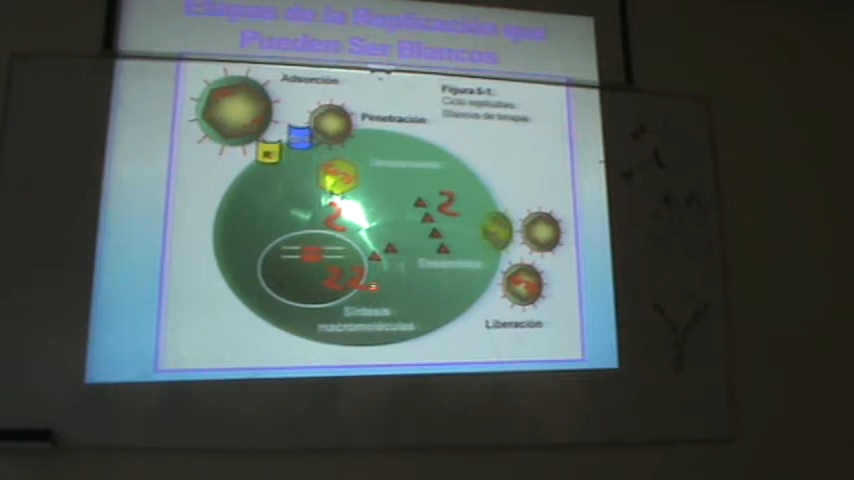 Etapas de la Replicación que
Pueden Ser Blancos
Adsorción
Figura 5-1.
Ciclo replicativo.
Blancos de terapia.
Penetración
R
Ensamblaje
Síntesis
macromoléculas
Liberación